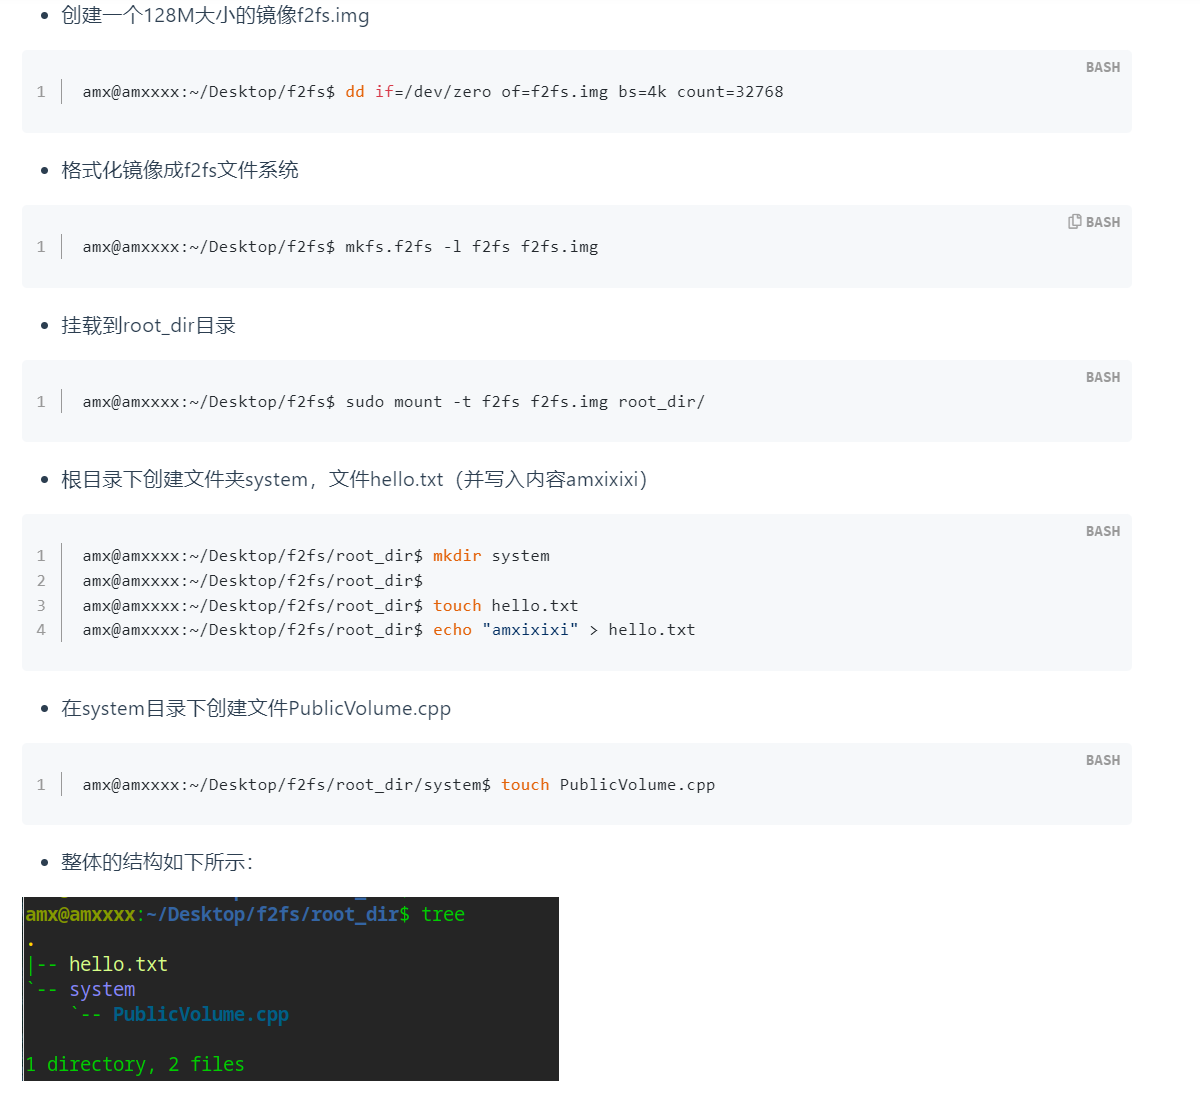 创建一个128M大小的镜像f2fs.img
BASH
1 amx@amxxxx:~/Desktop/f2fs$ dd if=/dev/zero of=f2fs.img bs=4k count=32768
格式化镜像成f2fs文件系统
BASH
1 amx@amxxxx:~/Desktop/f2fs$ mkfs.f2fs -l f2fs f2fs.img
挂载到root_dir目录
BASH
1 amx@amxxxx:~/Desktop/f2fs$ sudo mount -t f2fs f2fs.img root_dir/
根目录下创建文件夹system，文件hello.txt（并写入内容amxixixi）
BASH
1 amx@amxxxx:~/Desktop/f2fs/root_dir$ mkdir system
2 amx@amxxxx:~/Desktop/f2fs/root_dir$
3 amx@amxxxx:~/Desktop/f2fs/root_dir$ touch hello.txt
4 amx@amxxxx:~/Desktop/f2fs/root_dir$ echo "amxixixi" > hello.txt
在system目录下创建文件PublicVolume.cpp
BASH
1 amx@amxxxx:~/Desktop/f2fs/root_dir/system$ touch PublicVolume.cpp
整体的结构如下所示：
amx@amxxxx:~/Desktop/f2fs/root_dir$ tree
.
|-- hello.txt
`-- system
    `-- PublicVolume.cpp
1 directory, 2 files